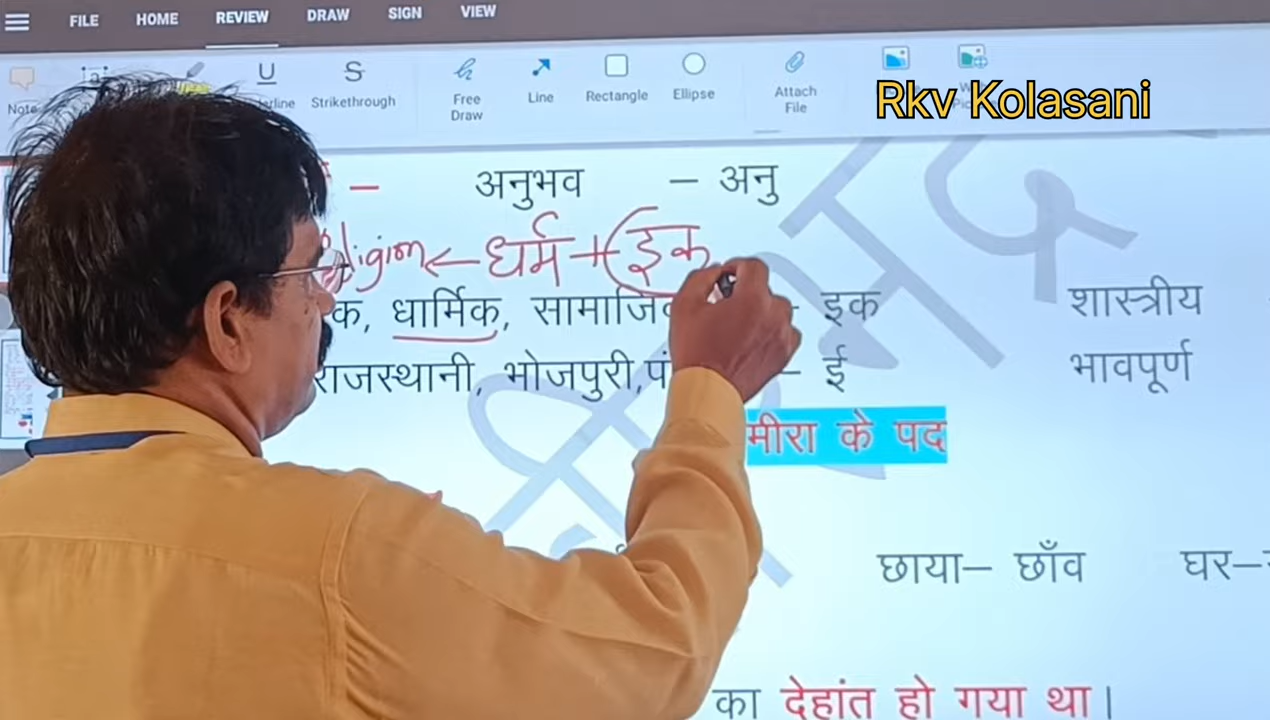 FILE HOME REVIEW DRAW SIGN VIEW
Note U Strikethrough Free Draw Line Rectangle Ellipse Attach File
Rkv Kolasani
– अनुभव – अनु
ligion ← धर्म + इक
क, धार्मिक, सामाजि – इक शास्त्रीय
राजस्थानी, भोजपुरी, पं – ई भावपूर्ण
मीरा के पद
छाया– छाँव घर–
का देहांत हो गया था।